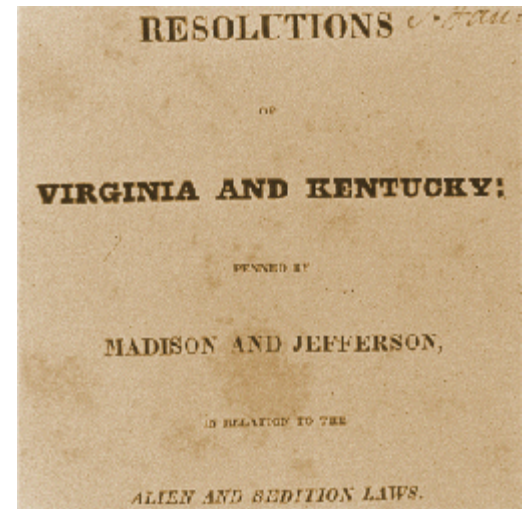 RESOLUTIONS
OF
VIRGINIA AND KENTUCKY;
PENNED BY
MADISON AND JEFFERSON,
IN RELATION TO THE
ALIEN AND SEDITION LAWS.